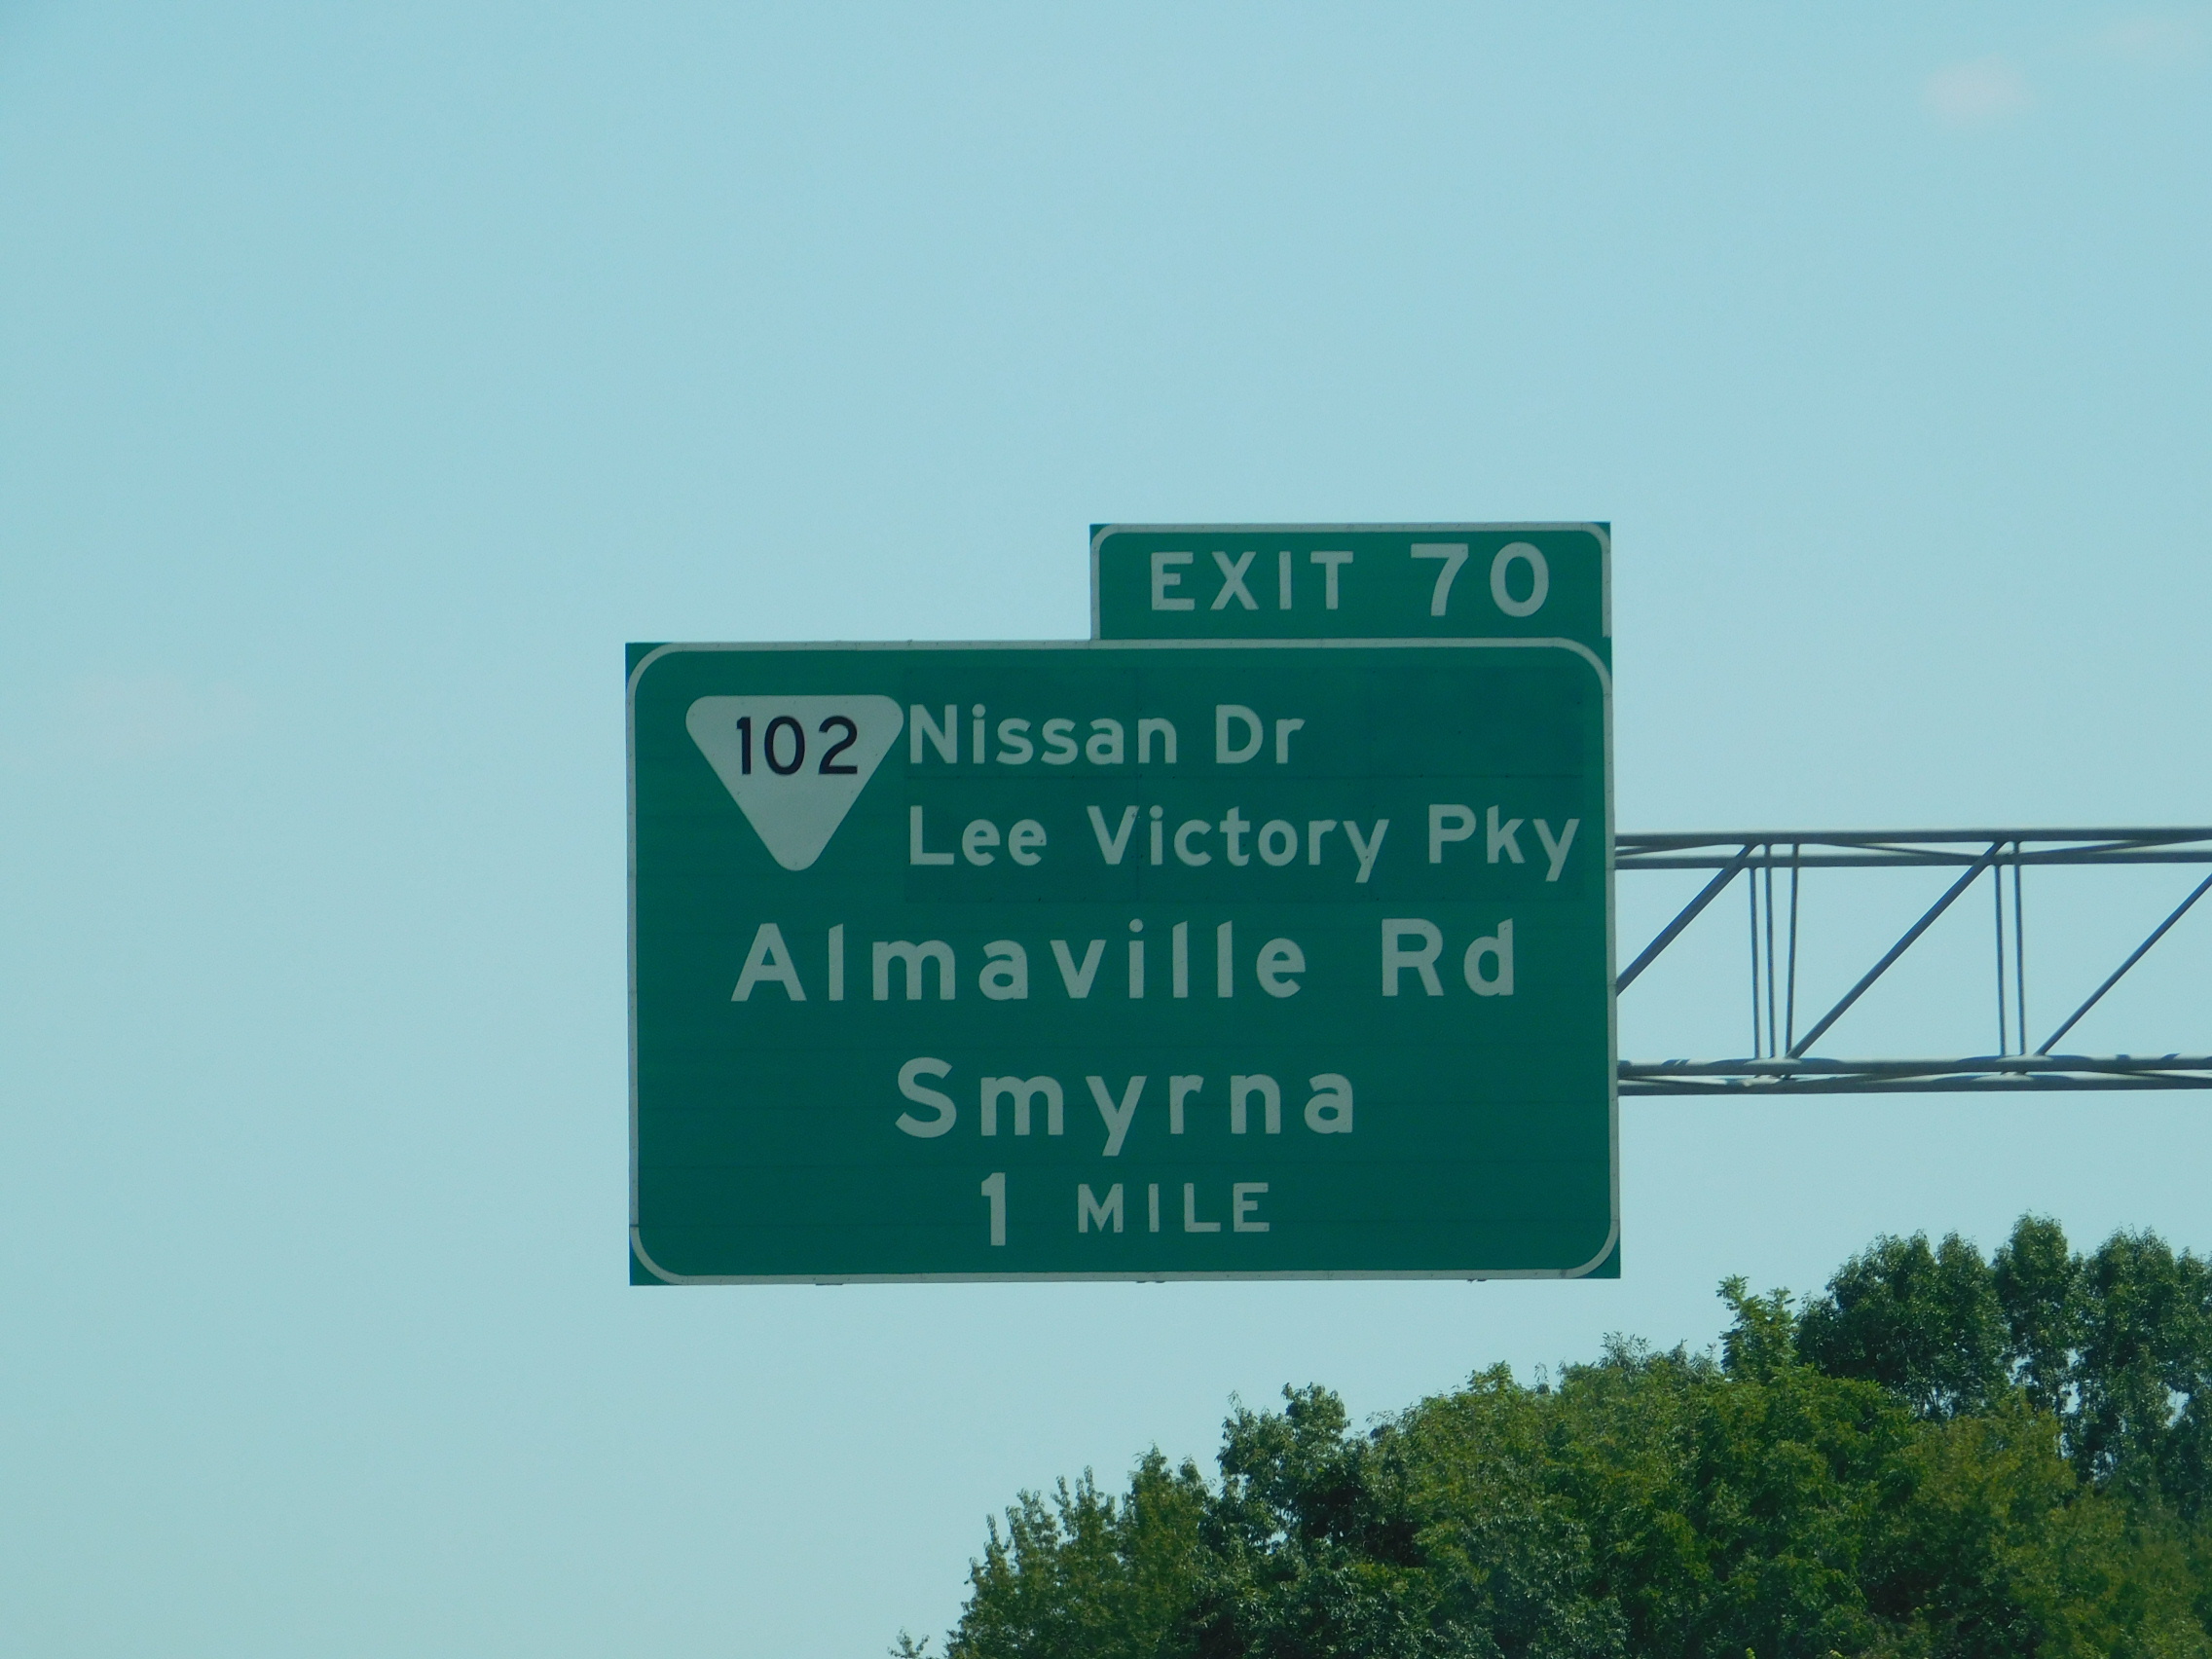 EXIT 70
102 Nissan Dr
Lee Victory Pky
Almaville Rd
Smyrna
1 MILE